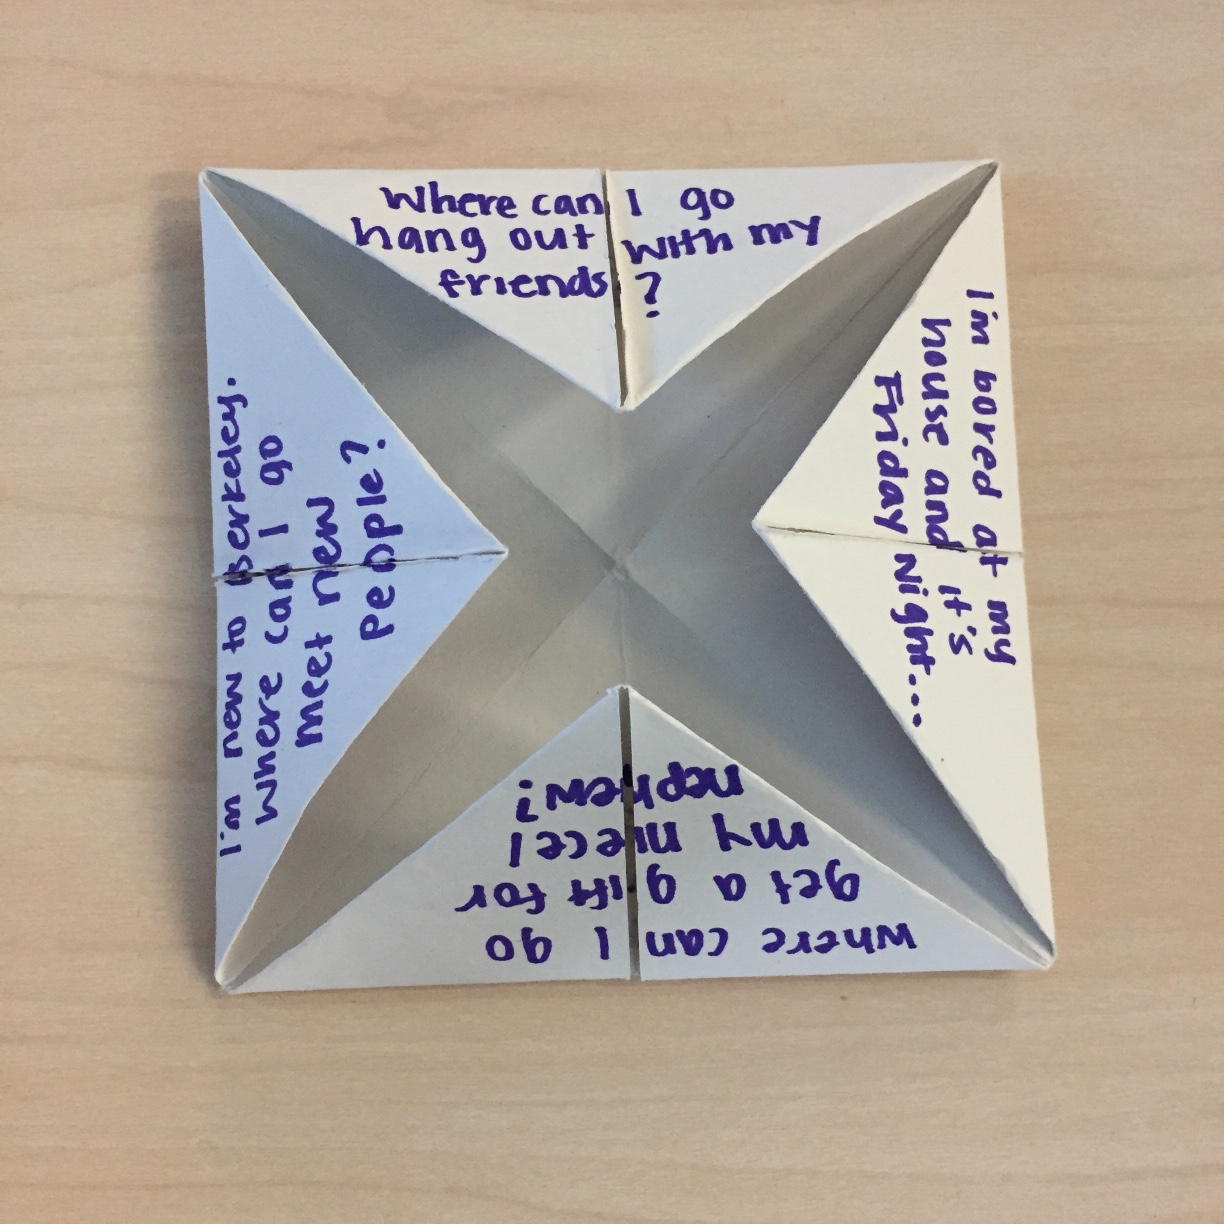 Where can I go
hang out with my
friends?
I'm bored at my
house and it's
Friday Night...
where can I go
get a gift for
my niece/
nephew?
I'm new to Berkeley.
Where can I go
meet new
people?